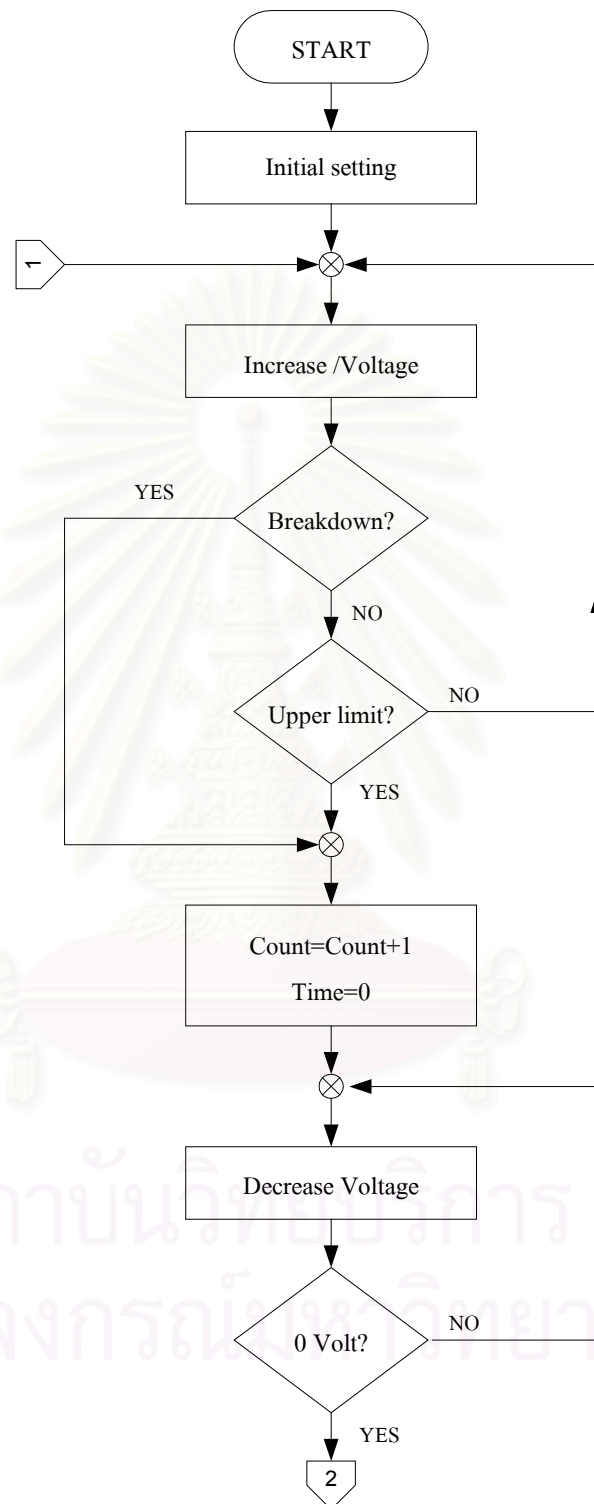 START
Initial setting
1
Increase /Voltage
YES
Breakdown?
NO
Upper limit?
NO
YES
Count=Count+1
Time=0
Decrease Voltage
0 Volt?
NO
YES
2